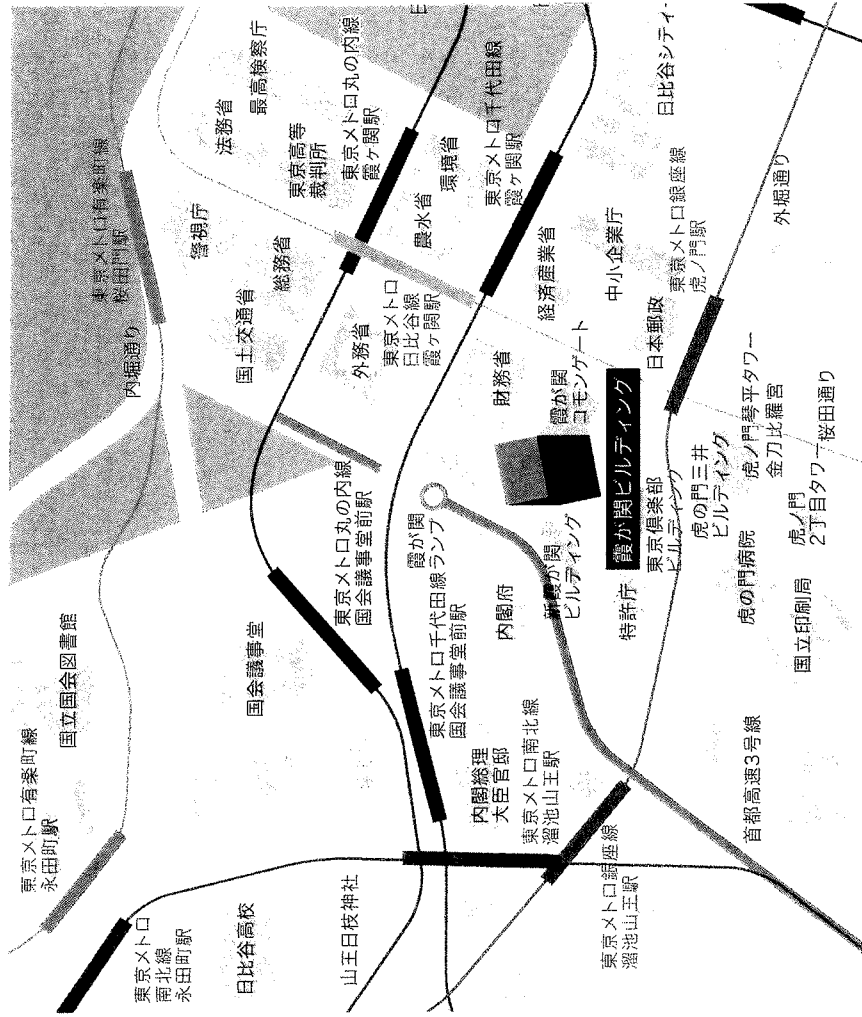 東京メトロ有楽町線
永田町駅
国立国会図書館
東京メトロ有楽町線
桜田門駅
内堀通り
東京メトロ
南北線
永田町駅
警視庁
法務省
最高検察庁
日比谷高校
国会議事堂
国土交通省
総務省
東京高等
裁判所
東京メトロ丸の内線
霞ヶ関駅
山王日枝神社
東京メトロ丸の内線
国会議事堂前駅
外務省
東京メトロ
日比谷線
霞ヶ関駅
農水省
環境省
霞が関
ランプ
東京メトロ千代田線
国会議事堂前駅
東京メトロ千代田線
霞ヶ関駅
内閣総理
大臣官邸
内閣府
財務省
東京メトロ南北線
溜池山王駅
新霞が関
ビルディング
霞が関
コモンゲート
経済産業省
東京メトロ銀座線
溜池山王駅
特許庁
霞が関ビルディング
中小企業庁
東京倶楽部
ビルディング
日本郵政
東京メトロ銀座線
虎ノ門駅
日比谷シティー
虎の門三井
ビルディング
首都高速3号線
虎の門病院
虎ノ門琴平タワー
金刀比羅宮
外堀通り
国立印刷局
虎ノ門
2丁目タワー
桜田通り